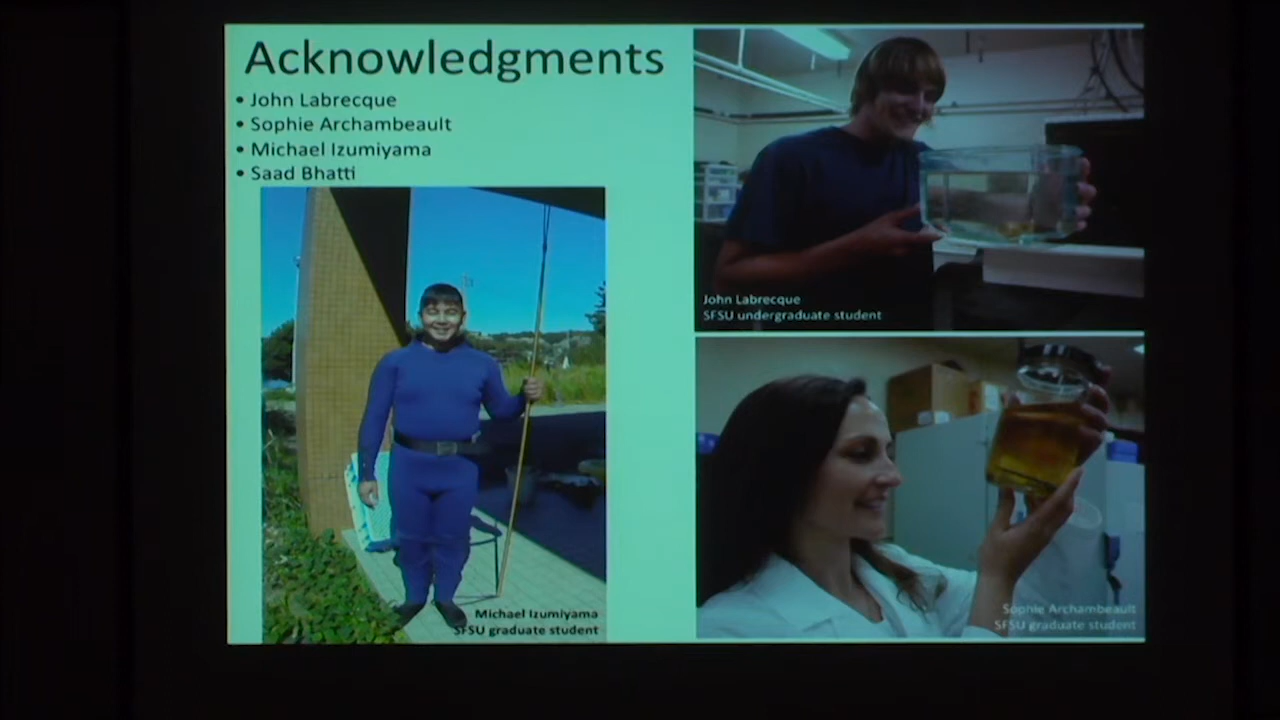 Acknowledgments
• John Labrecque
• Sophie Archambeault
• Michael Izumiyama
• Saad Bhatti
John Labrecque
SFSU undergraduate student
Michael Izumiyama
SFSU graduate student
Sophie Archambeault
SFSU graduate student